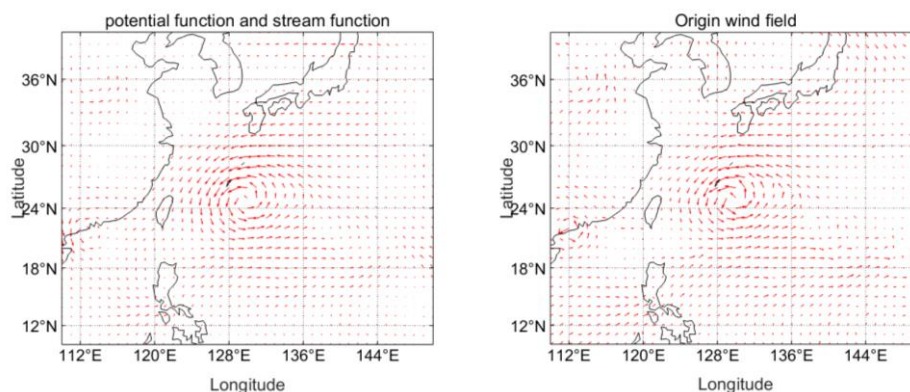 potential function and stream function
36°N
30°N
24°N
18°N
12°N
Latitude
112°E 120°E 128°E 136°E 144°E
Longitude
Origin wind field
36°N
30°N
24°N
18°N
12°N
Latitude
112°E 120°E 128°E 136°E 144°E
Longitude